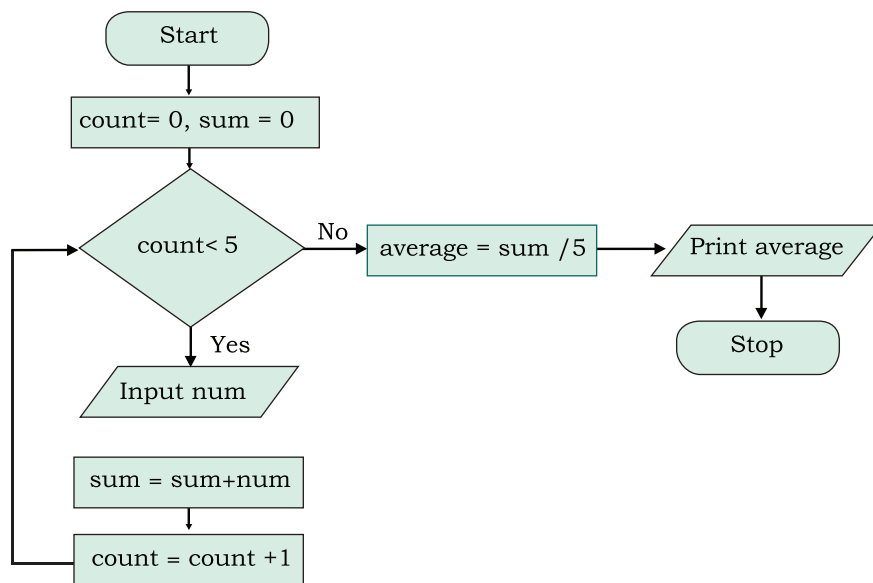 Start
count= 0, sum = 0
count< 5
No
average = sum /5
Print average
Stop
Yes
Input num
sum = sum+num
count = count +1